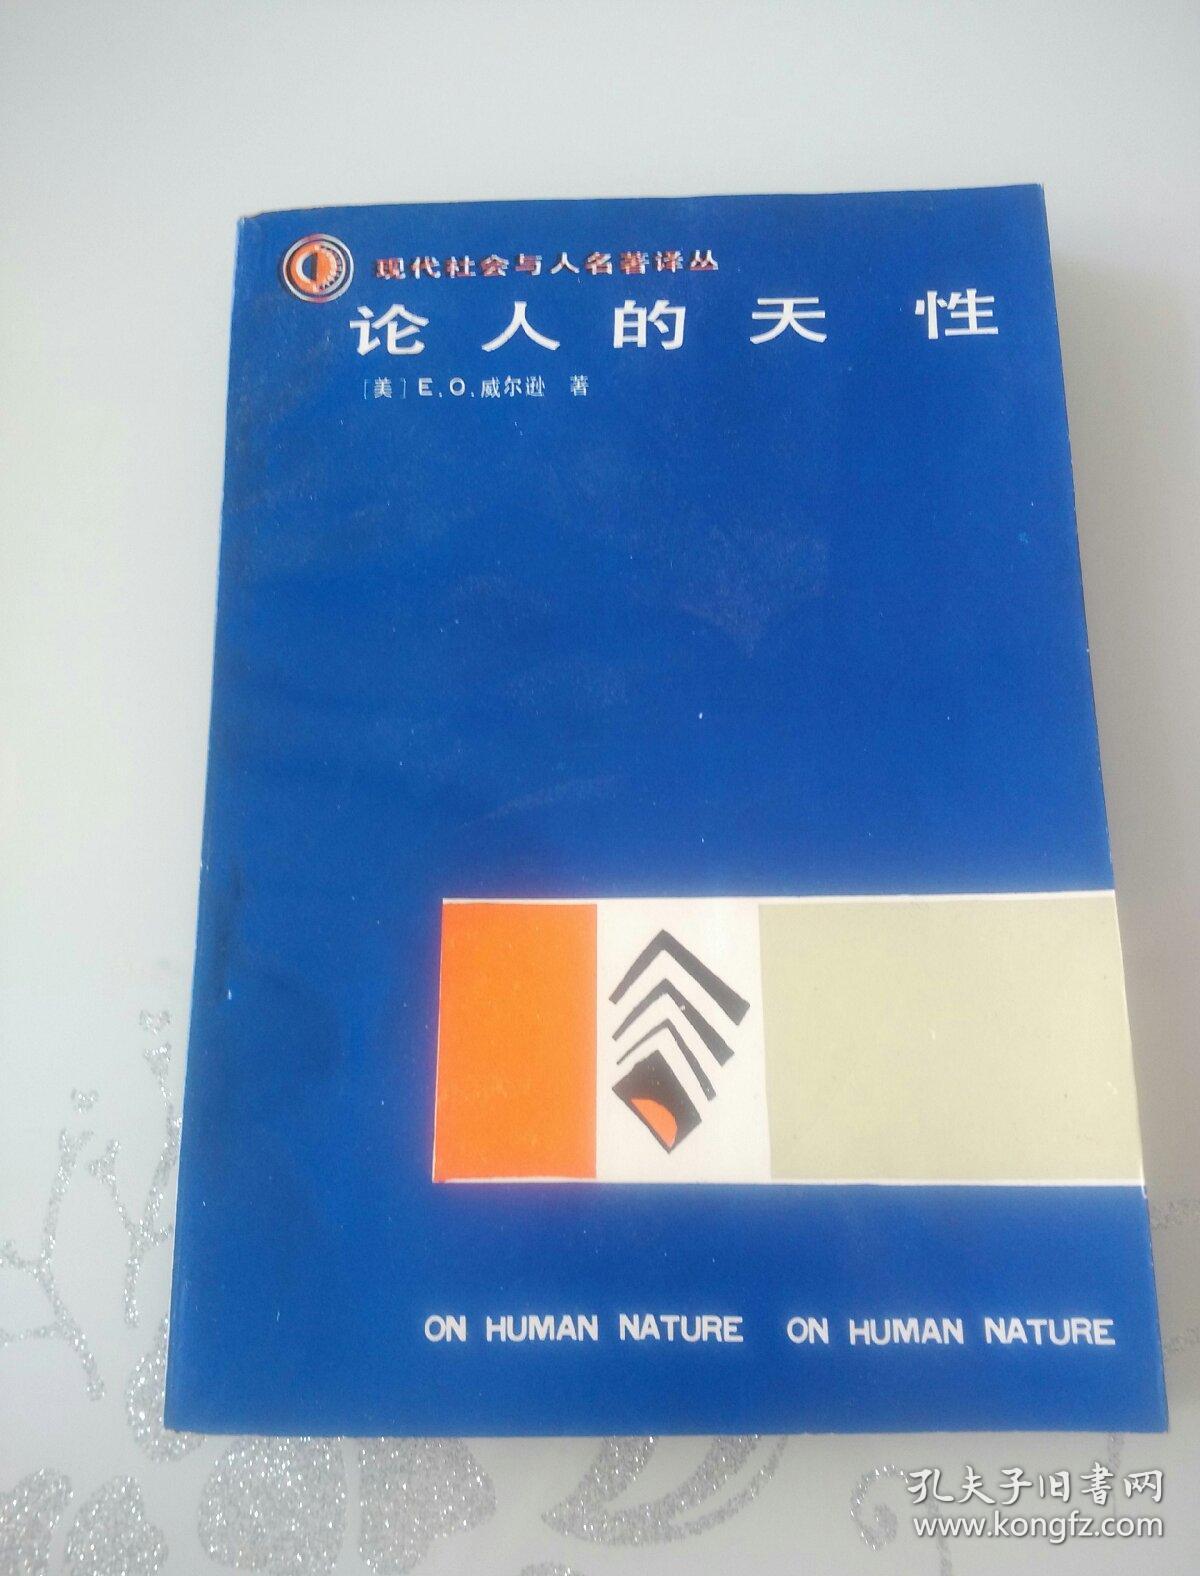 现代社会与人名著译丛
论人的天性
[美] E.O.威尔逊 著
ON HUMAN NATURE ON HUMAN NATURE
孔夫子旧书网
www.kongfz.com